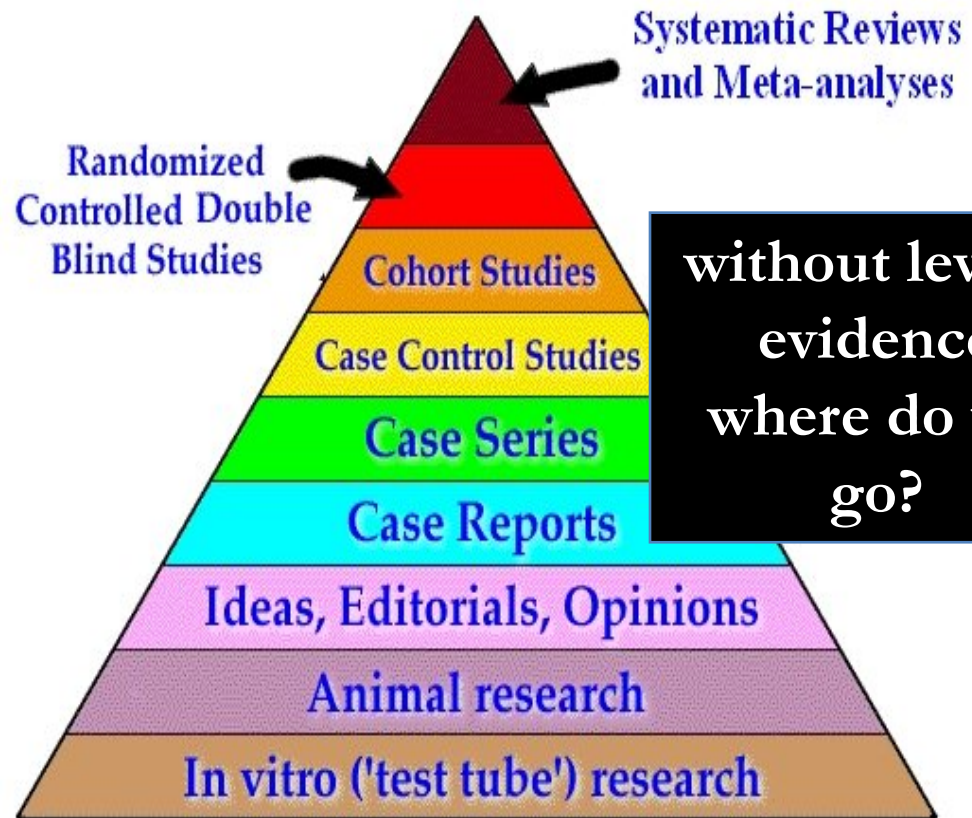 Systematic Reviews
and Meta-analyses
Randomized
Controlled Double
Blind Studies
Cohort Studies
Case Control Studies
Case Series
Case Reports
Ideas, Editorials, Opinions
Animal research
In vitro ('test tube') research
without
evidence
where do
go?